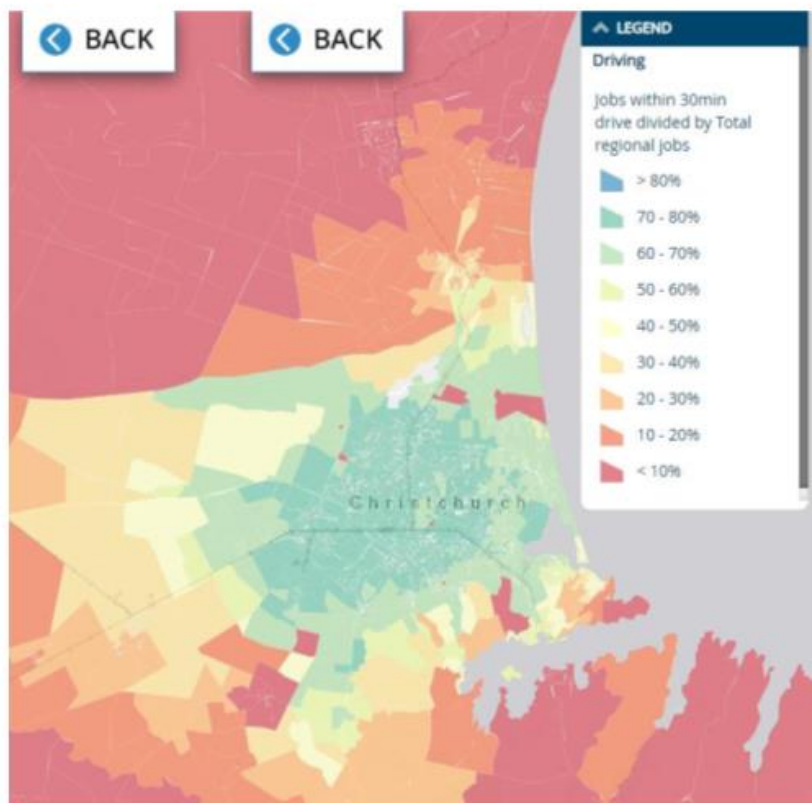 BACK
BACK
LEGEND
Driving
Jobs within 30min
drive divided by Total
regional jobs
> 80%
70 - 80%
60 - 70%
50 - 60%
40 - 50%
30 - 40%
20 - 30%
10 - 20%
< 10%
Christchurch